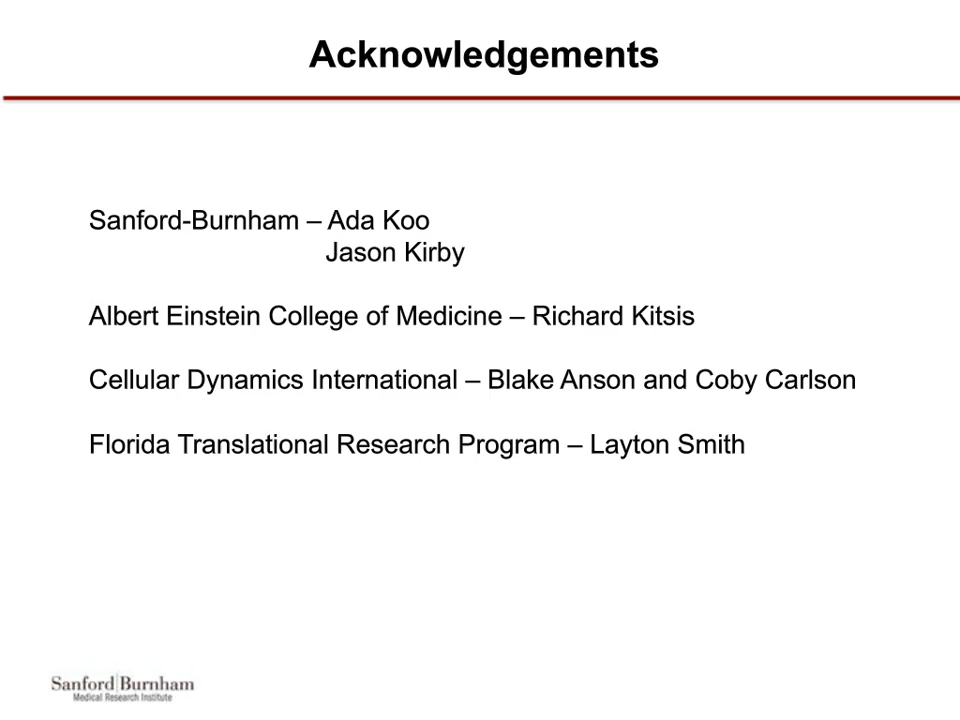 Acknowledgements
Sanford-Burnham – Ada Koo
Jason Kirby
Albert Einstein College of Medicine – Richard Kitsis
Cellular Dynamics International – Blake Anson and Coby Carlson
Florida Translational Research Program – Layton Smith
Sanford|Burnham
Medical Research Institute